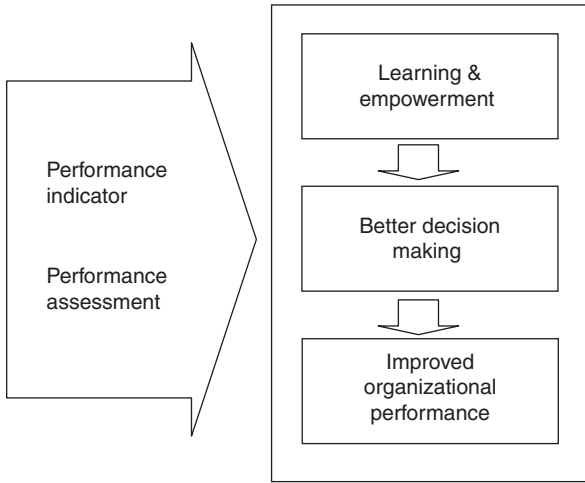 Performance
indicator
Performance
assessment
Learning &
empowerment
Better decision
making
Improved
organizational
performance